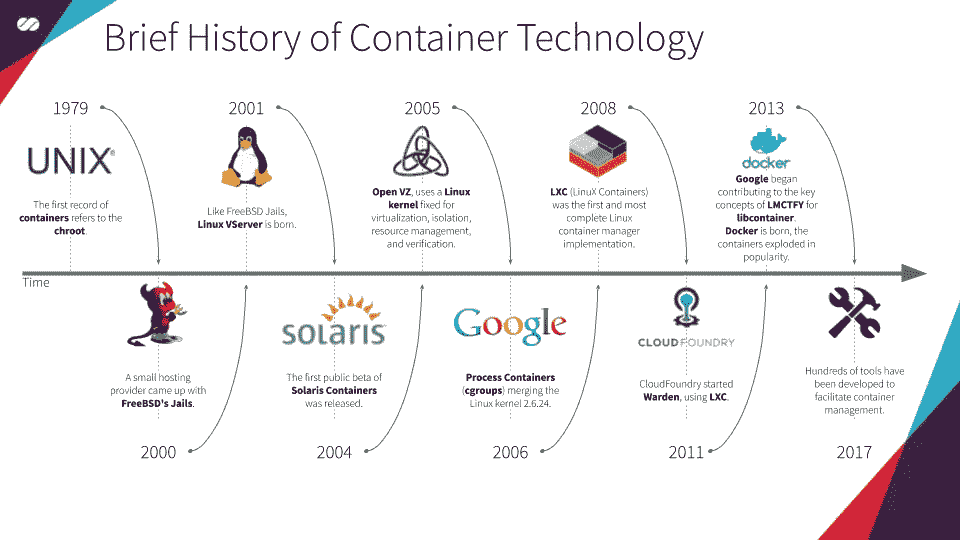 Brief History of Container Technology
1979
UNIX®
The first record of
containers refers to the
chroot.
2001
Like FreeBSD Jails,
Linux VServer is born.
2005
Open VZ, uses a Linux
kernel fixed for
virtualization, isolation,
resource management,
and verification.
2008
LXC (LinuX Containers)
was the first and most
complete Linux
container manager
implementation.
2013
docker
Google began
contributing to the key
concepts of LMCTFY for
libcontainer.
Docker is born, the
containers exploded in
popularity.
Time
A small hosting
provider came up with
FreeBSD's Jails.
2000
solaris
The first public beta of
Solaris Containers
was released.
2004
Google
Process Containers
(cgroups) merging the
Linux kernel 2.6.24.
2006
CLOUDFOUNDRY
CloudFoundry started
Warden, using LXC.
2011
Hundreds of tools have
been developed to
facilitate container
management.
2017